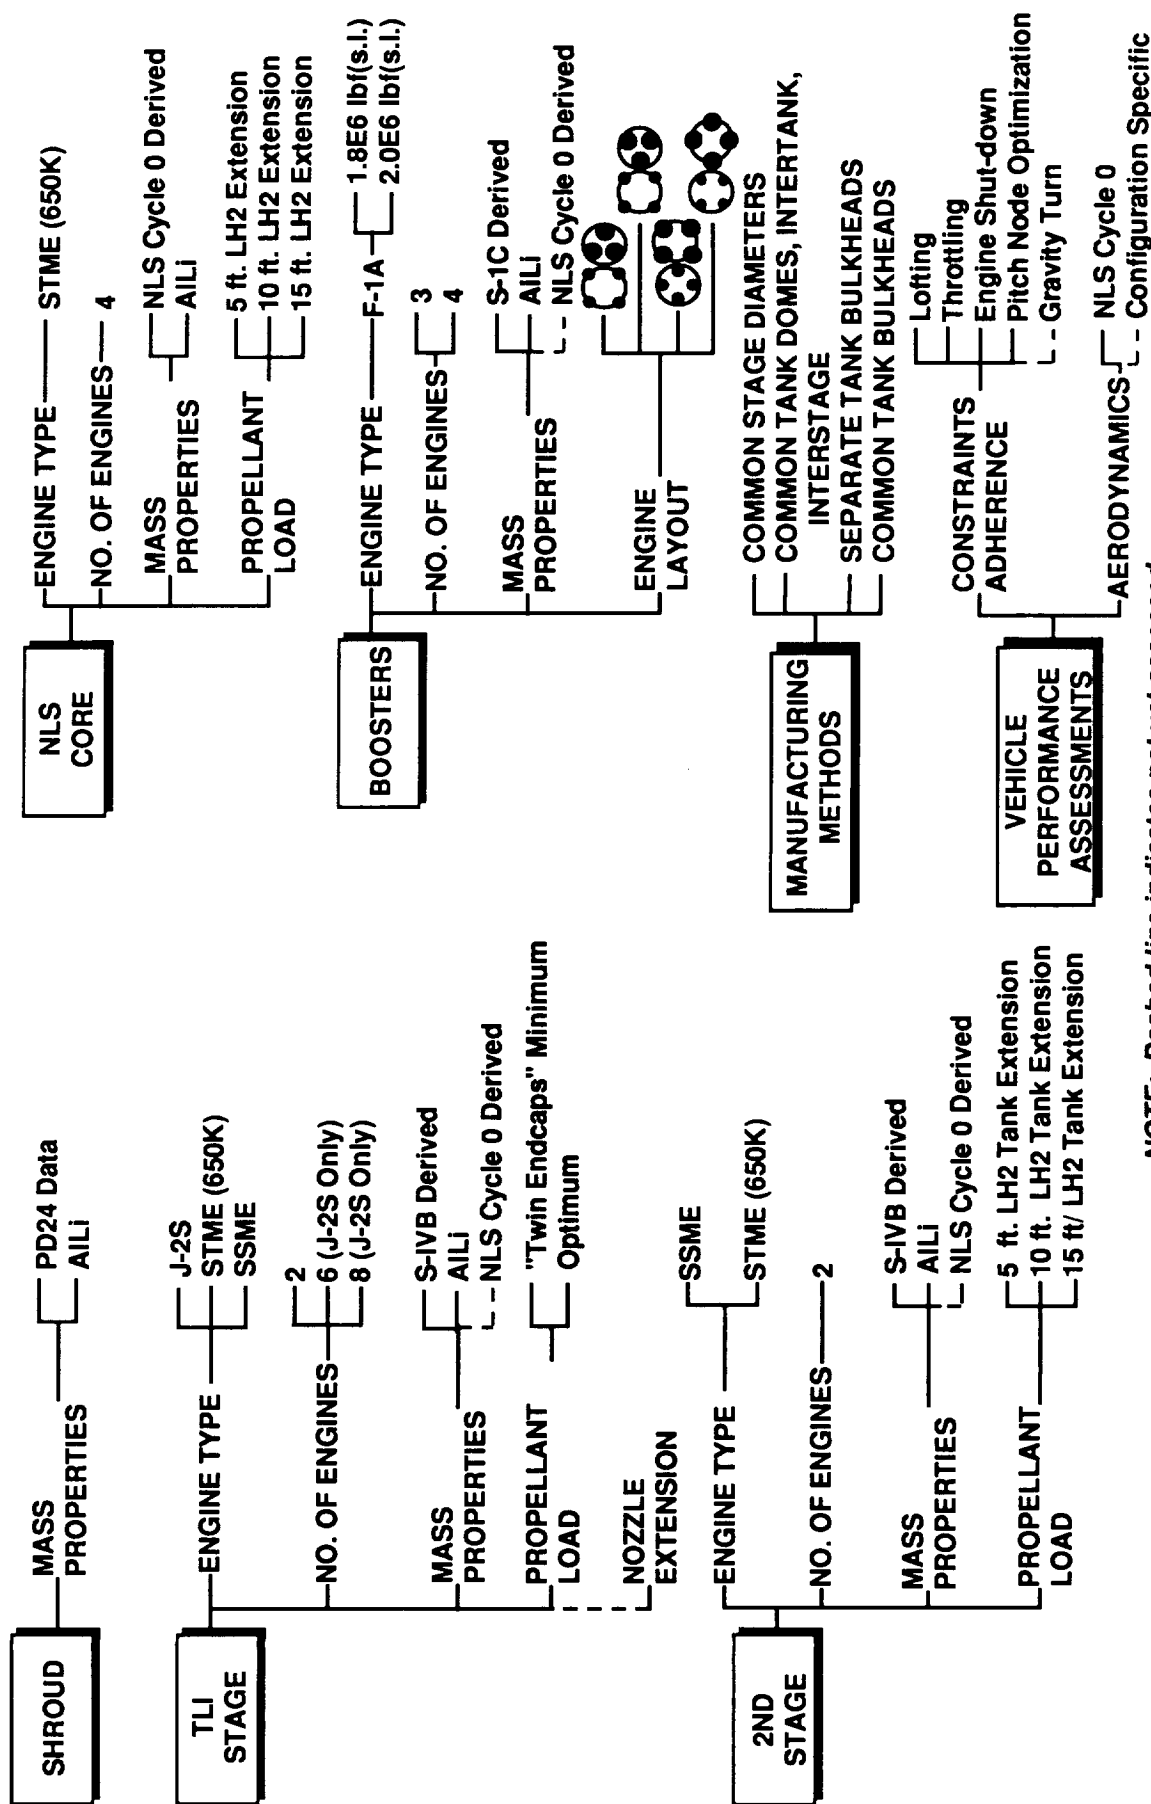 SHROUD
MASS
PROPERTIES
PD24 Data
AlLi
TLI
STAGE
ENGINE TYPE
J-2S
STME (650K)
SSME
NO. OF ENGINES
2
6 (J-2S Only)
8 (J-2S Only)
MASS
PROPERTIES
S-IVB Derived
AlLi
NLS Cycle 0 Derived
PROPELLANT
LOAD
"Twin Endcaps" Minimum
Optimum
NOZZLE
EXTENSION
2ND
STAGE
ENGINE TYPE
SSME
STME (650K)
NO. OF ENGINES
2
MASS
PROPERTIES
S-IVB Derived
AlLi
NLS Cycle 0 Derived
PROPELLANT
LOAD
5 ft. LH2 Tank Extension
10 ft. LH2 Tank Extension
15 ft/ LH2 Tank Extension
NLS
CORE
ENGINE TYPE
STME (650K)
NO. OF ENGINES
4
MASS
PROPERTIES
NLS Cycle 0 Derived
AlLi
PROPELLANT
LOAD
5 ft. LH2 Extension
10 ft. LH2 Extension
15 ft. LH2 Extension
BOOSTERS
ENGINE TYPE
F-1A
1.8E6 lbf(s.l.)
2.0E6 lbf(s.l.)
NO. OF ENGINES
3
4
MASS
PROPERTIES
S-1C Derived
AlLi
NLS Cycle 0 Derived
ENGINE
LAYOUT
MANUFACTURING
METHODS
COMMON STAGE DIAMETERS
COMMON TANK DOMES, INTERTANK,
INTERSTAGE
SEPARATE TANK BULKHEADS
COMMON TANK BULKHEADS
VEHICLE
PERFORMANCE
ASSESSMENTS
CONSTRAINTS
ADHERENCE
Lofting
Throttling
Engine Shut-down
Pitch Node Optimization
Gravity Turn
AERODYNAMICS
NLS Cycle 0
Configuration Specific
NOTE: Dashed line indicates not yet assessed